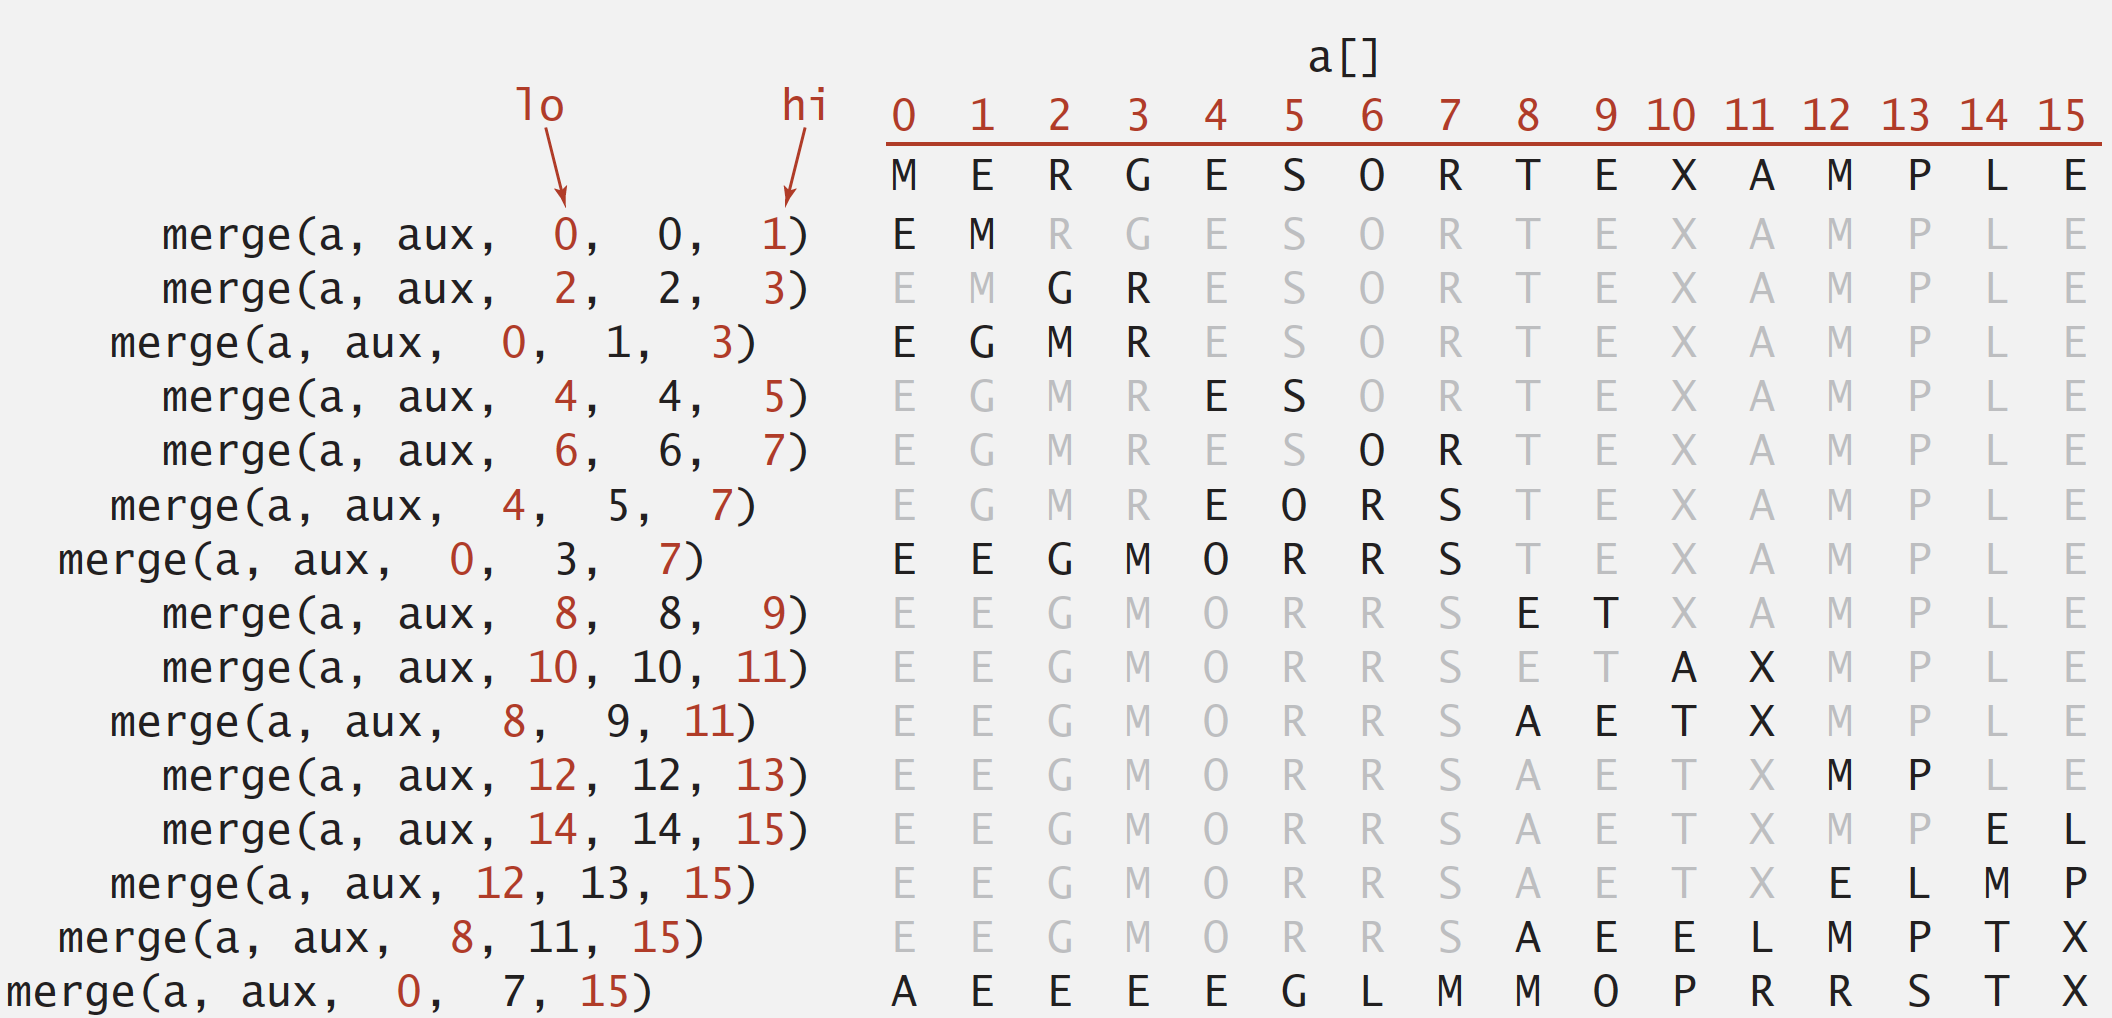 a[]
lo hi 0 1 2 3 4 5 6 7 8 9 10 11 12 13 14 15
M E R G E S O R T E X A M P L E
merge(a, aux, 0, 0, 1) E M R G E S O R T E X A M P L E
merge(a, aux, 2, 2, 3) E M G R E S O R T E X A M P L E
merge(a, aux, 0, 1, 3) E G M R E S O R T E X A M P L E
merge(a, aux, 4, 4, 5) E G M R E S O R T E X A M P L E
merge(a, aux, 6, 6, 7) E G M R E S O R T E X A M P L E
merge(a, aux, 4, 5, 7) E G M R E O R S T E X A M P L E
merge(a, aux, 0, 3, 7) E E G M O R R S T E X A M P L E
merge(a, aux, 8, 8, 9) E E G M O R R S E T X A M P L E
merge(a, aux, 10, 10, 11) E E G M O R R S E T A X M P L E
merge(a, aux, 8, 9, 11) E E G M O R R S A E T X M P L E
merge(a, aux, 12, 12, 13) E E G M O R R S A E T X M P L E
merge(a, aux, 14, 14, 15) E E G M O R R S A E T X M P E L
merge(a, aux, 12, 13, 15) E E G M O R R S A E T X E L M P
merge(a, aux, 8, 11, 15) E E G M O R R S A E E L M P T X
merge(a, aux, 0, 7, 15) A E E E E G L M M O P R R S T X